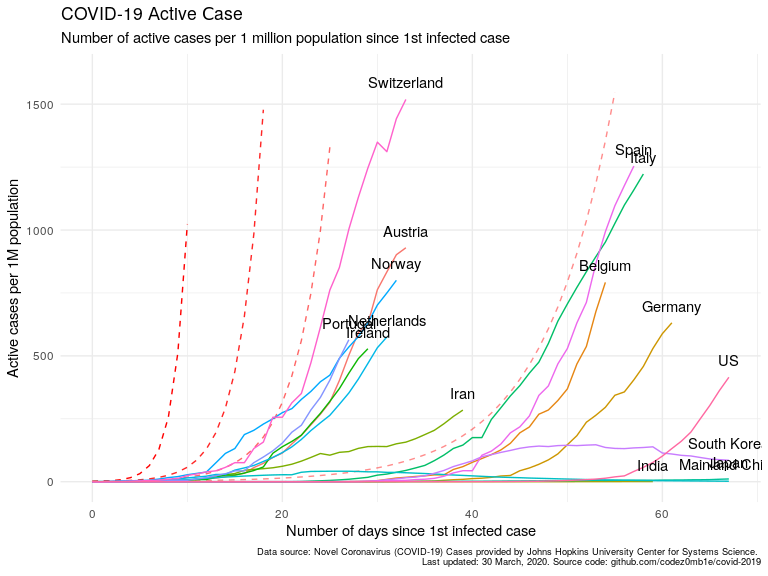 COVID-19 Active Case
Number of active cases per 1 million population since 1st infected case
Active cases per 1M population
1500
1000
500
0
Switzerland
Spain
Italy
Austria
Norway
Belgium
Portugal
Netherlands
Ireland
Germany
US
Iran
South Korea
India
Mainland Chi
Japan
0
20
40
60
Number of days since 1st infected case
Data source: Novel Coronavirus (COVID-19) Cases provided by Johns Hopkins University Center for Systems Science.
Last updated: 30 March, 2020. Source code: github.com/codez0mb1e/covid-2019